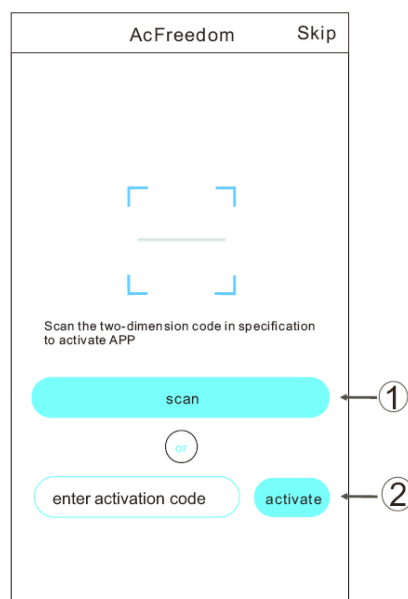 AcFreedom Skip
Scan the two-dimension code in specification
to activate APP
scan
①
or
enter activation code activate
②